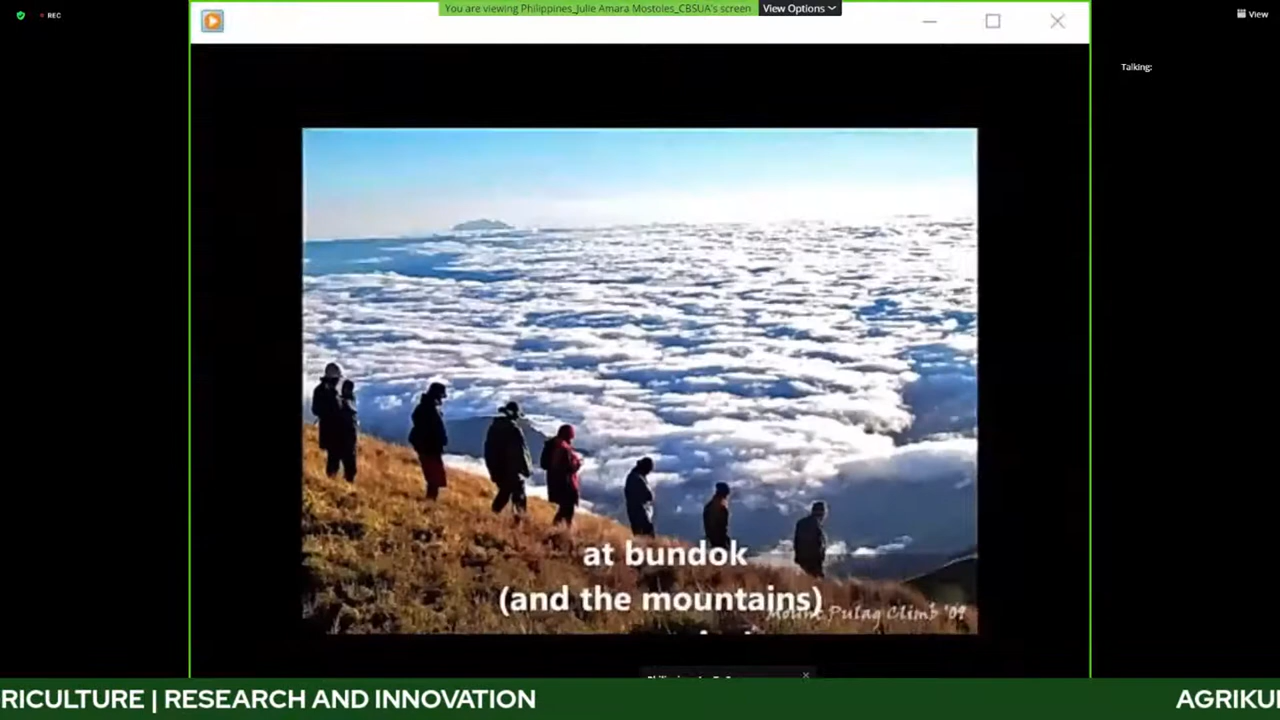 You are viewing Philippines_Julie Amara Mostoles_CBSUA's screen
View Options
REC
View
Talking:
at bundok
(and the mountains)
Mount Pulag Climb '09
RICULTURE | RESEARCH AND INNOVATION
AGRIKU